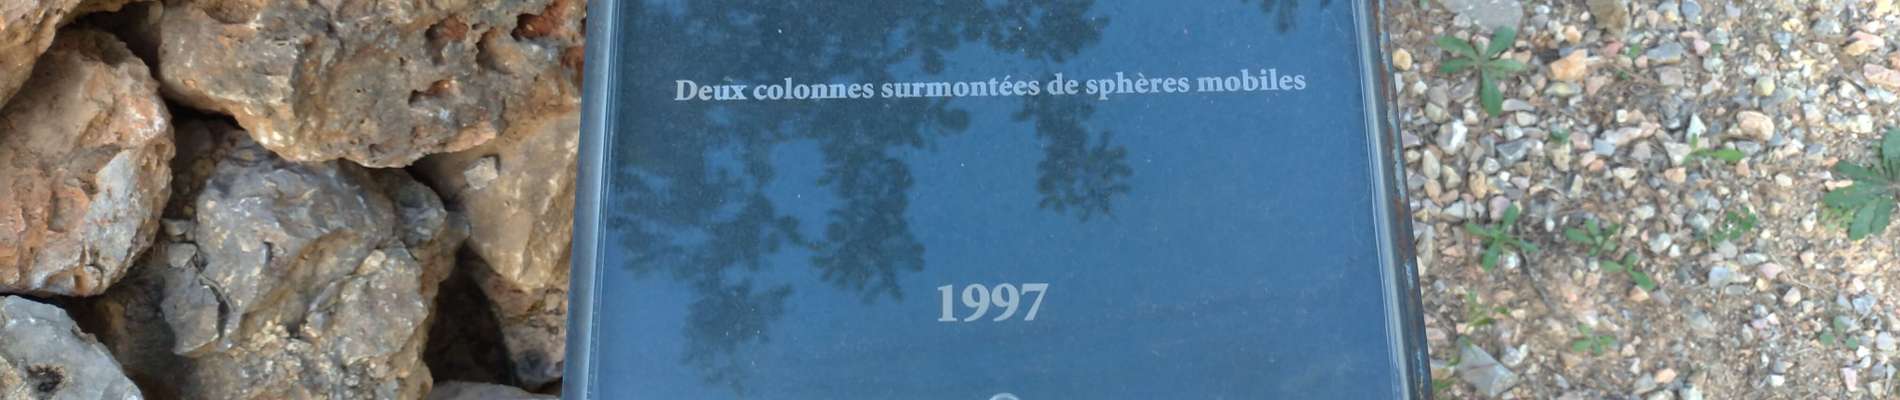 Deux colonnes surmontées de sphères mobiles
1997